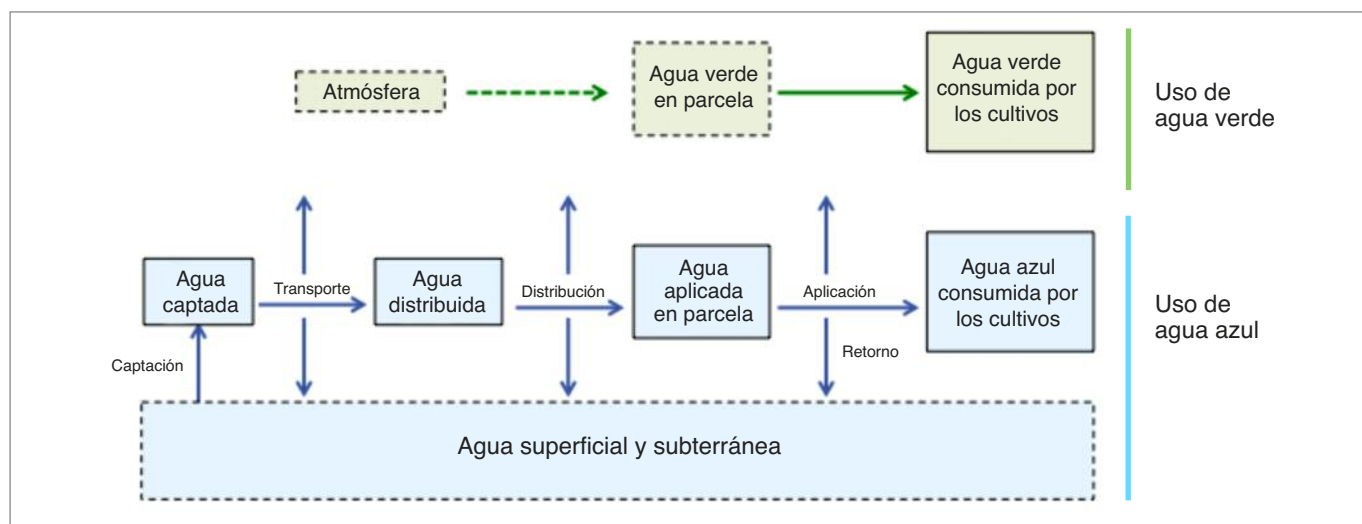 Atmósfera
Agua verde
en parcela
Agua verde
consumida por
los cultivos
Uso de
agua verde
Agua
captada
Transporte
Agua
distribuida
Distribución
Agua
aplicada
en parcela
Aplicación
Agua azul
consumida por
los cultivos
Uso de
agua azul
Captación
Retorno
Agua superficial y subterránea